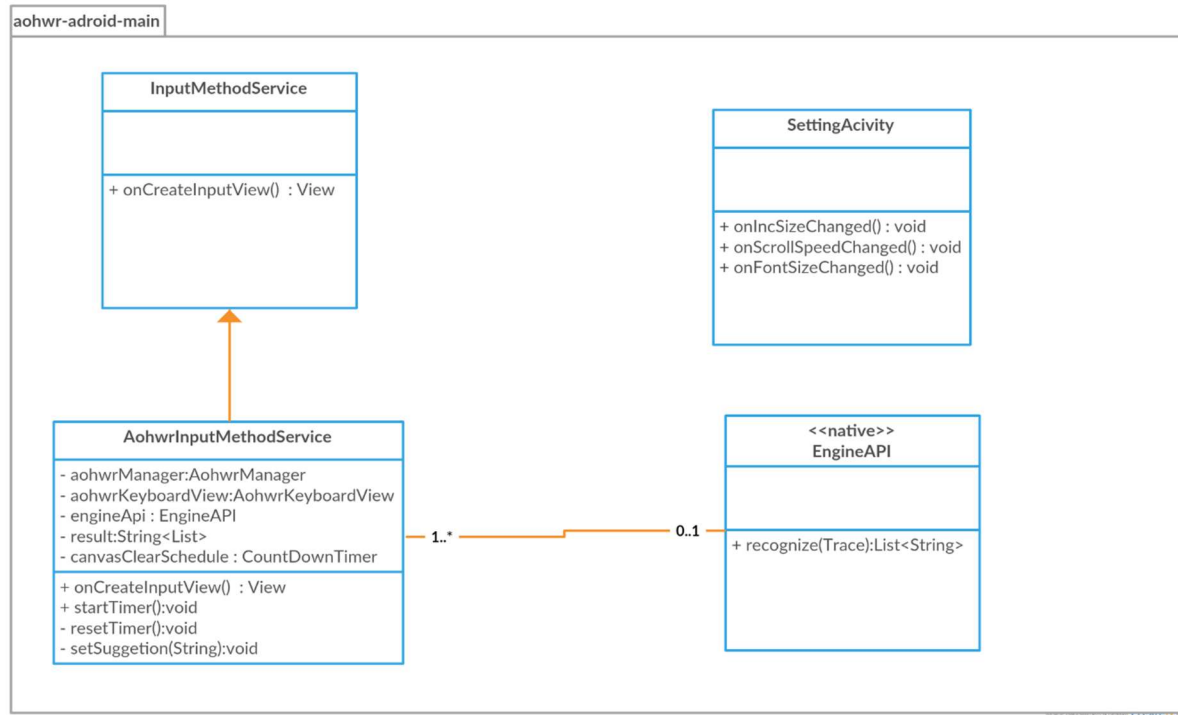 aohwr-adroid-main
InputMethodService
+ onCreateInputView() : View
SettingAcivity
+ onIncSizeChanged() : void
+ onScrollSpeedChanged() : void
+ onFontSizeChanged() : void
AohwrInputMethodService
- aohwrManager:AohwrManager
- aohwrKeyboardView:AohwrKeyboardView
- engineApi : EngineAPI
- result:String<List>
- canvasClearSchedule : CountDownTimer
+ onCreateInputView() : View
+ startTimer():void
- resetTimer():void
- setSuggetion(String):void
1..*
0..1
<<native>>
EngineAPI
+ recognize(Trace):List<String>